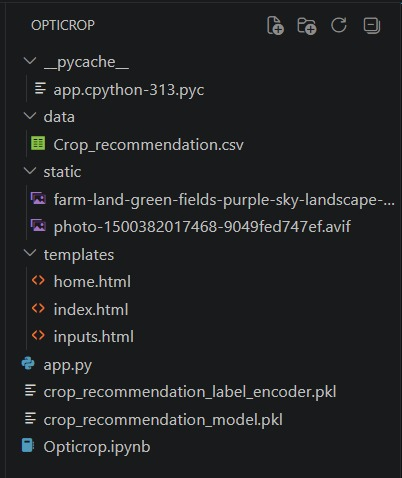 OPTICROP
__pycache__
app.cpython-313.pyc
data
Crop_recommendation.csv
static
farm-land-green-fields-purple-sky-landscape-...
photo-1500382017468-9049fed747ef.avif
templates
home.html
index.html
inputs.html
app.py
crop_recommendation_label_encoder.pkl
crop_recommendation_model.pkl
Opticrop.ipynb